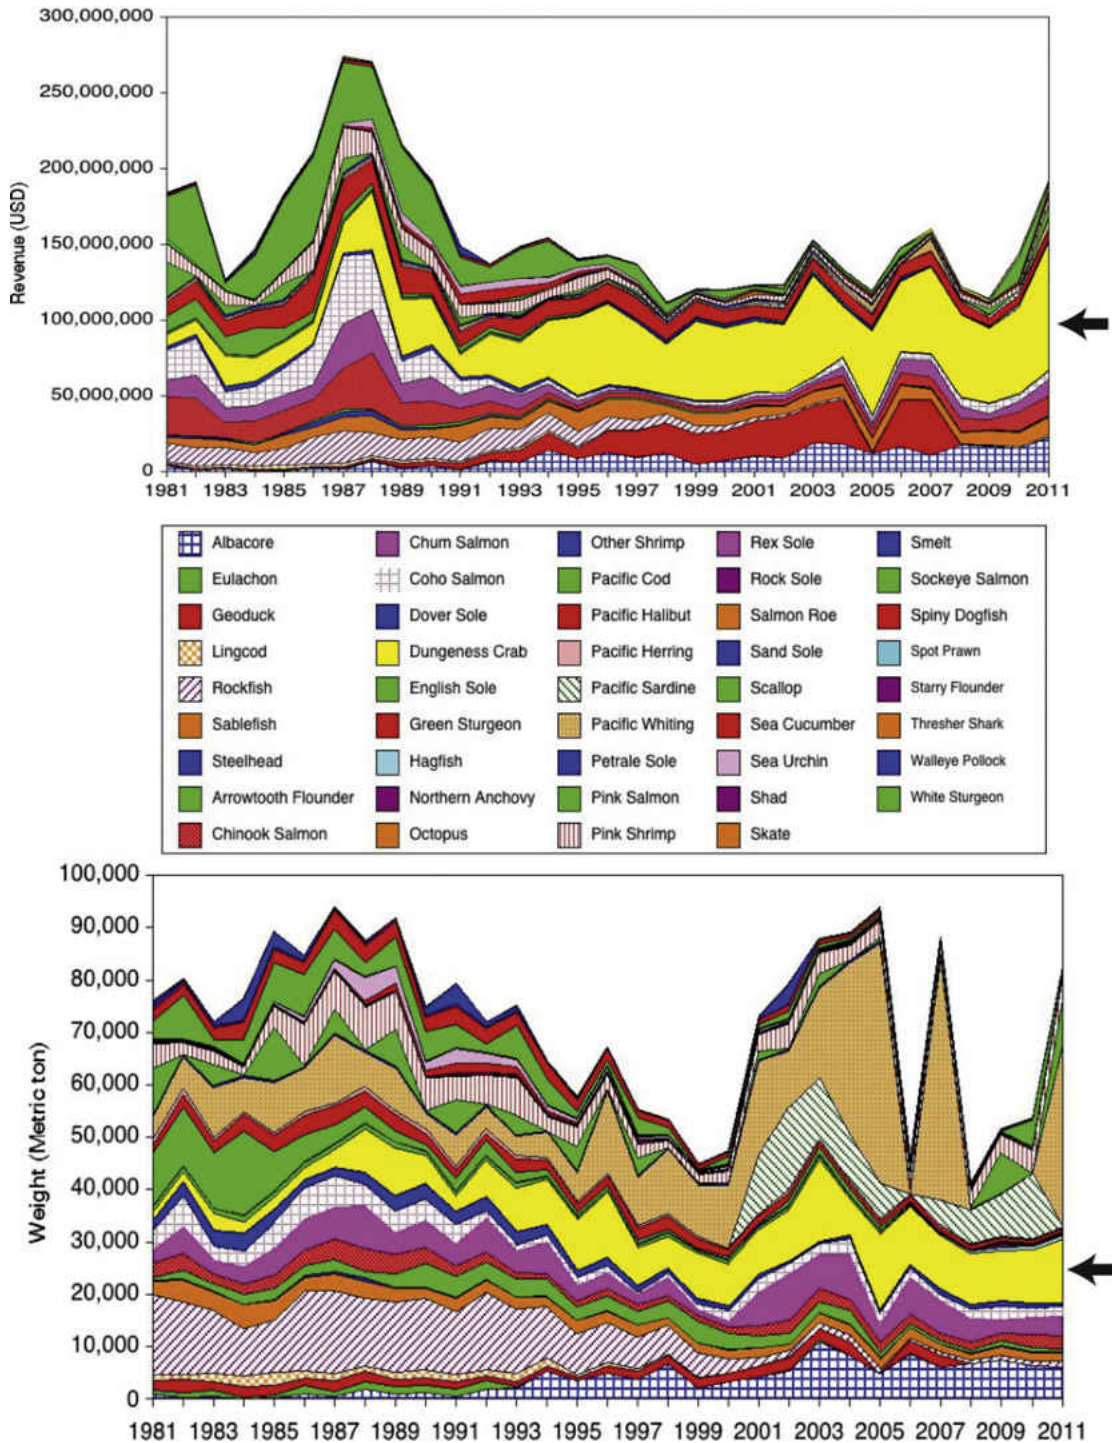 300,000,000
250,000,000
200,000,000
150,000,000
100,000,000
50,000,000
0
Revenue (USD)
1981 1983 1985 1987 1989 1991 1993 1995 1997 1999 2001 2003 2005 2007 2009 2011
Albacore Chum Salmon Other Shrimp Rex Sole Smelt
Eulachon Coho Salmon Pacific Cod Rock Sole Sockeye Salmon
Geoduck Dover Sole Pacific Halibut Salmon Roe Spiny Dogfish
Lingcod Dungeness Crab Pacific Herring Sand Sole Spot Prawn
Rockfish English Sole Pacific Sardine Scallop Starry Flounder
Sablefish Green Sturgeon Pacific Whiting Sea Cucumber Thresher Shark
Steelhead Hagfish Petrale Sole Sea Urchin Walleye Pollock
Arrowtooth Flounder Northern Anchovy Pink Salmon Shad White Sturgeon
Chinook Salmon Octopus Pink Shrimp Skate
100,000
90,000
80,000
70,000
60,000
50,000
40,000
30,000
20,000
10,000
0
Weight (Metric ton)
1981 1983 1985 1987 1989 1991 1993 1995 1997 1999 2001 2003 2005 2007 2009 2011